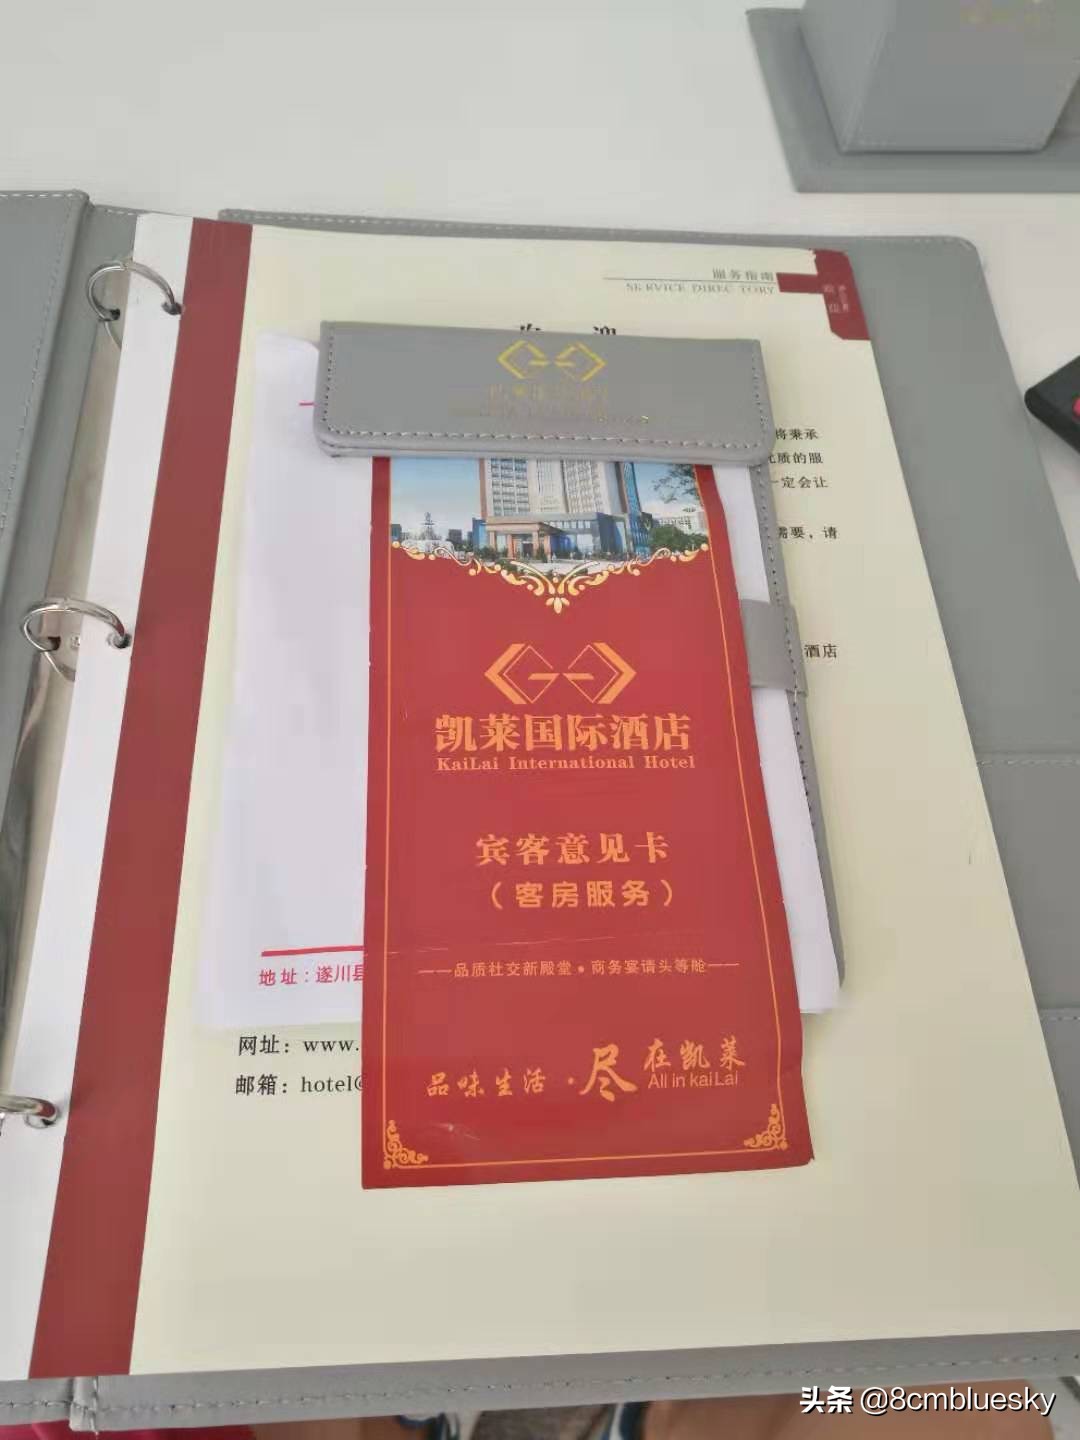 服务指南
SERVICE DIRECTORY
将秉承
优质的服
一定会让
需要，请
酒店
凯莱国际酒店
KaiLai International Hotel
宾客意见卡
（客房服务）
——品质社交新殿堂•商务宴请头等舱——
品味生活·尽在凯莱
All in kaiLai
地址：遂川县
网址：www.
邮箱：hotel@
头条 @8cmbluesky